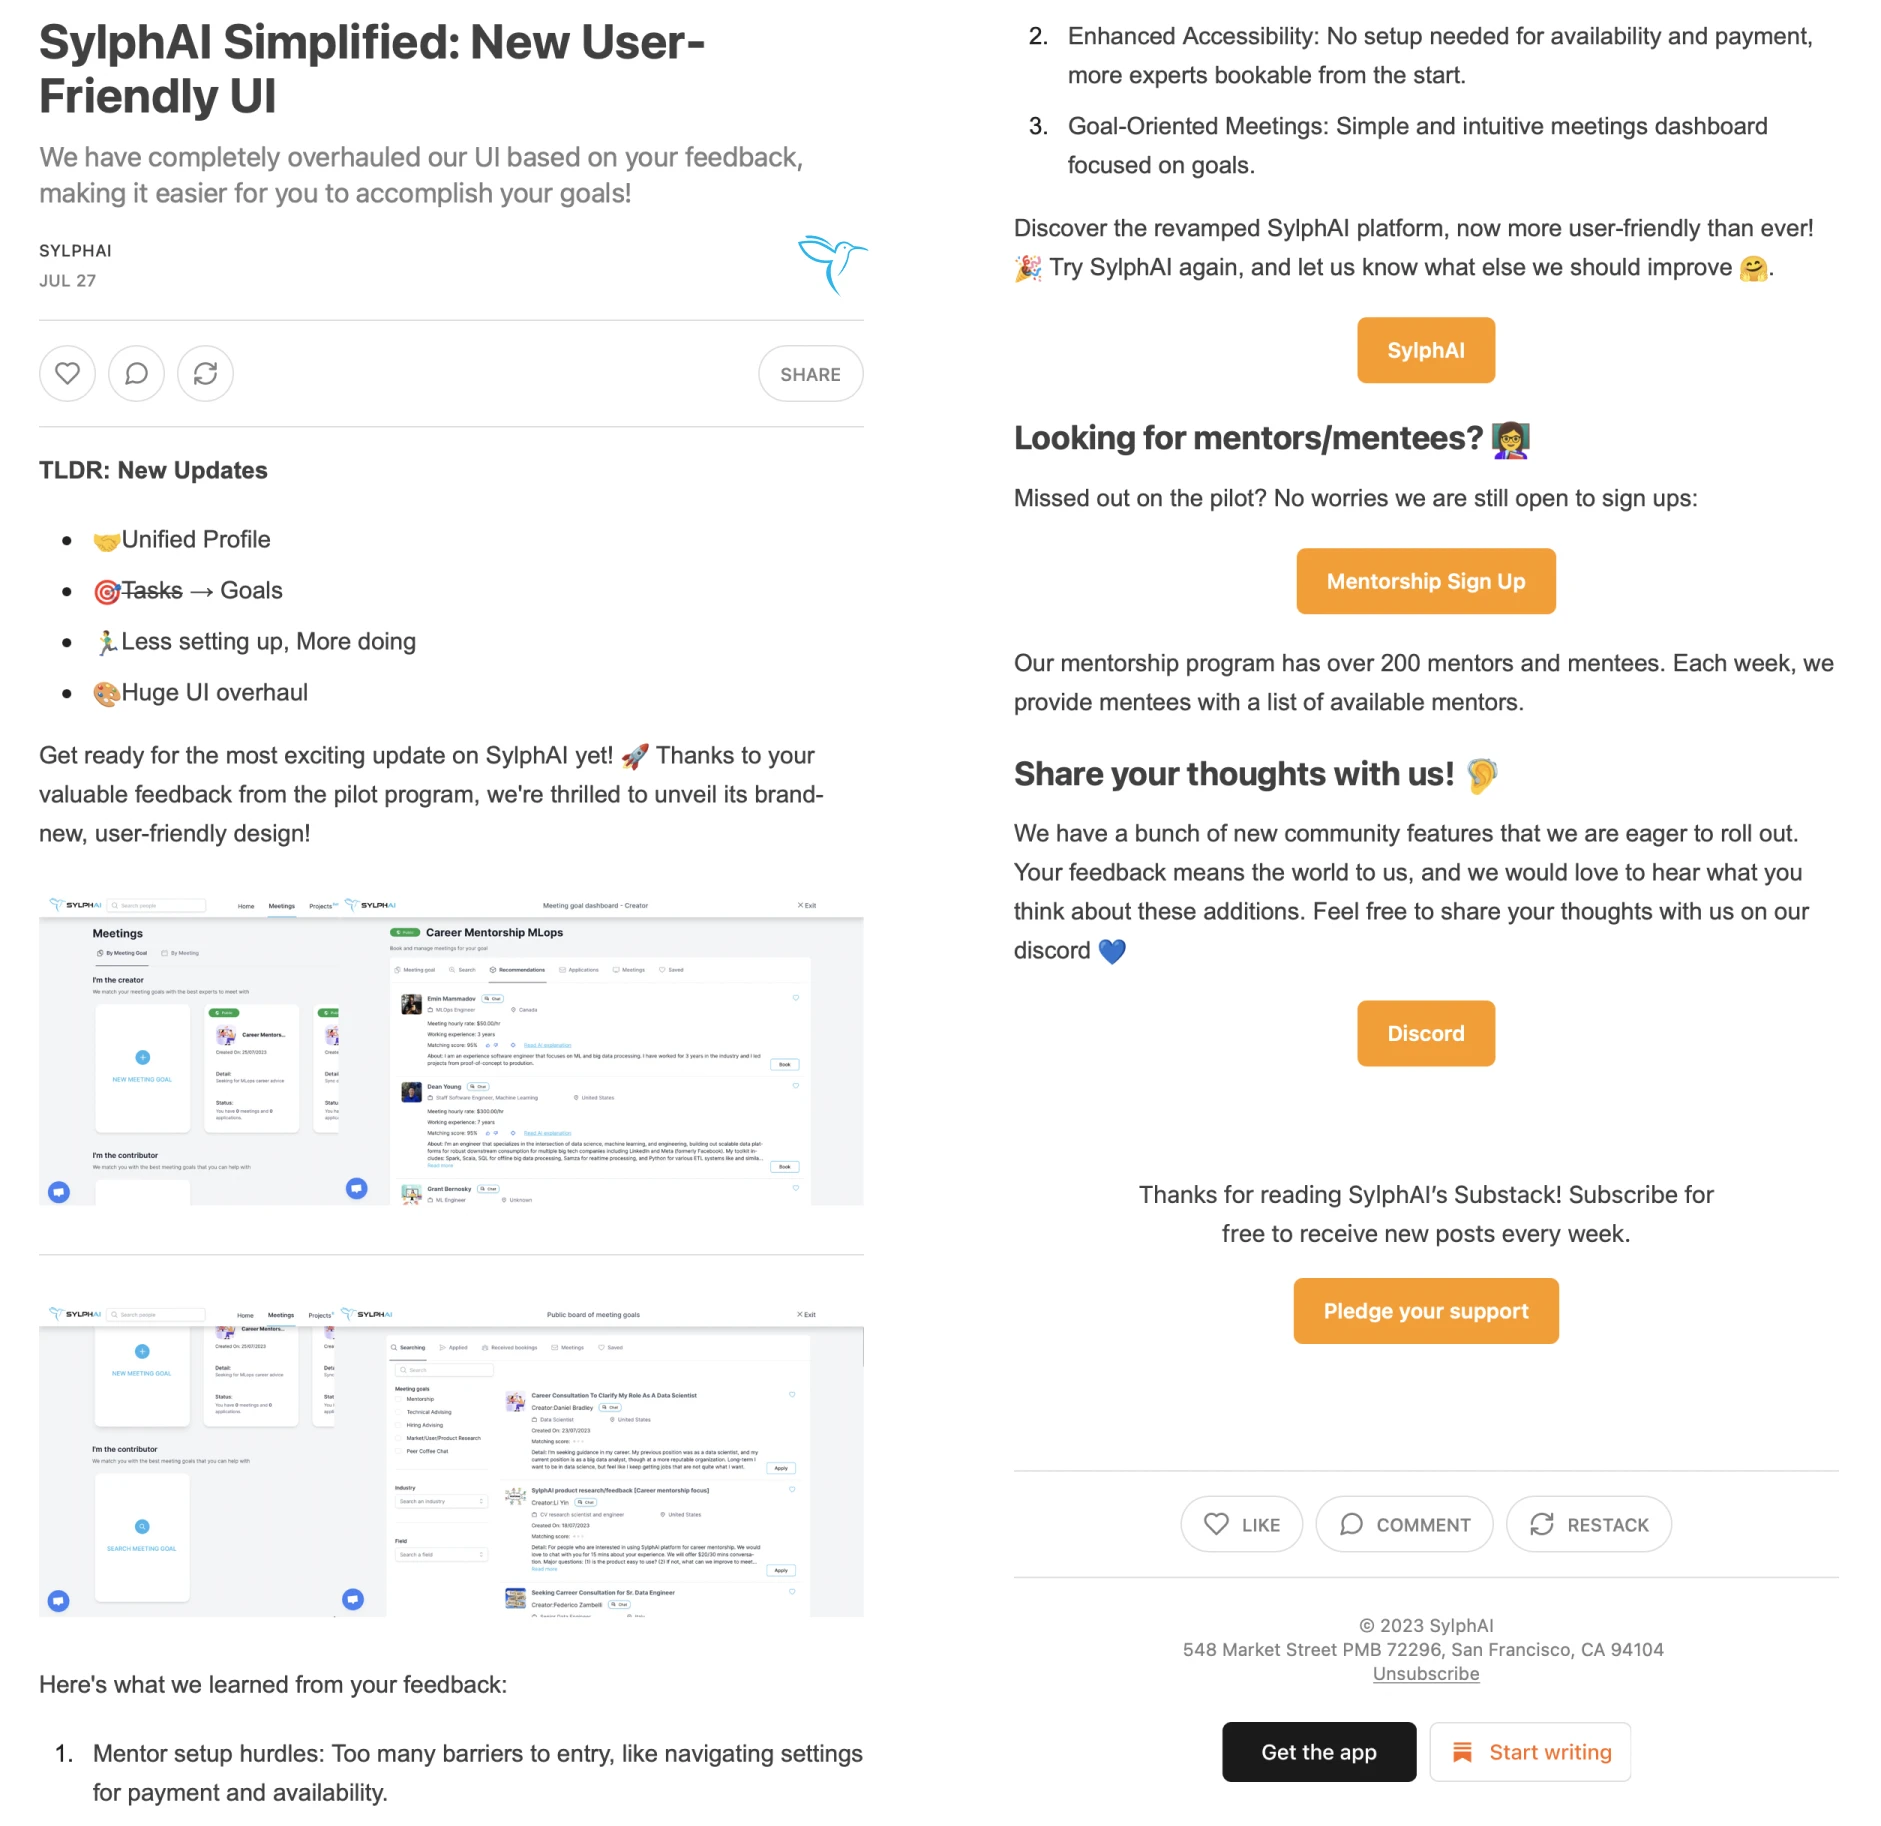 SylphAI Simplified: New User-
Friendly UI
We have completely overhauled our UI based on your feedback,
making it easier for you to accomplish your goals!
SYLPHAI
JUL 27
SHARE
TLDR: New Updates
🤝Unified Profile
🎯Tasks → Goals
🏃‍♂️Less setting up, More doing
🎨Huge UI overhaul
Get ready for the most exciting update on SylphAI yet! 🚀 Thanks to your
valuable feedback from the pilot program, we're thrilled to unveil its brand-
new, user-friendly design!
SYLPHAI Search people Home Meetings Projects
Meetings
By Meeting Goal By Meeting
I'm the creator
We match your meeting goals with the best experts to meet with
NEW MEETING GOAL
Career Mentors...
Created On: 25/07/2023
Detail:
Seeking for MLops career advice
Status:
You have 0 meetings and 0
applications.
I'm the contributor
We match you with the best meeting goals that you can help with
SYLPHAI Meeting goal dashboard - Creator Exit
Career Mentorship MLops
Book and manage meetings for your goal
Meeting goal Search Recommendations Applications Meetings Saved
Emin Mammadov Chat
MLOps Engineer Canada
Meeting hourly rate: $50.00/hr
Working experience: 3 years
Matching score: 95% Read AI explanation
About: I am an experience software engineer that focuses on ML and big data processing. I have worked for 3 years in the industry and I led
projects from proof-of-concept to prodution.
Book
Dean Young Chat
Staff Software Engineer, Machine Learning United States
Meeting hourly rate: $300.00/hr
Working experience: 7 years
Matching score: 95% Read AI explanation
About: I'm an engineer that specializes in the intersection of data science, machine learning, and engineering, building out scalable data plat-
forms for robust downstream consumption for multiple big tech companies including LinkedIn and Meta (formerly Facebook). My toolkit in-
cludes: Spark, Scala, SQL for offline big data processing, Samza for realtime processing, and Python for various ETL systems like and simila...
Read more
Book
Grant Bernosky Chat
ML Engineer Unknown
SYLPHAI Search people Home Meetings Projects
Career Mentors...
Created On: 25/07/2023
NEW MEETING GOAL
Detail:
Seeking for MLops career advice
Status:
You have 0 meetings and 0
applications.
I'm the contributor
We match you with the best meeting goals that you can help with
SEARCH MEETING GOAL
SYLPHAI Public board of meeting goals Exit
Searching Applied Received bookings Meetings Saved
Search
Meeting goals
Mentorship
Technical Advising
Hiring Advising
Market/User/Product Research
Peer Coffee Chat
Industry
Search an industry
Field
Search a field
Career Consultation To Clarify My Role As A Data Scientist
Creator:Daniel Bradley Chat
Data Scientist United States
Created On: 23/07/2023
Matching score:
Detail: I'm seeking guidance in my career. My previous position was as a data scientist, and my
current position is as a big data analyst, though at a more reputable organization. Long-term I
want to be in data science, but feel like I keep getting jobs that are not quite what I want.
Apply
SylphAI product research/feedback [Career mentorship focus]
Creator:Li Yin Chat
CV research scientist and engineer United States
Created On: 18/07/2023
Matching score:
Detail: For people who are interested in using SylphAI platform for career mentorship. We would
love to chat with you for 15 mins about your experience. We will offer $20/30 mins conversa-
tion. Major questions: (1) is the product easy to use? (2) If not, what can we improve to meet...
Read more
Apply
Seeking Carreer Consultation for Sr. Data Engineer
Creator:Federico Zambelli Chat
Senior Data Engineer Italy
Here's what we learned from your feedback:
1. Mentor setup hurdles: Too many barriers to entry, like navigating settings
for payment and availability.
2. Enhanced Accessibility: No setup needed for availability and payment,
more experts bookable from the start.
3. Goal-Oriented Meetings: Simple and intuitive meetings dashboard
focused on goals.
Discover the revamped SylphAI platform, now more user-friendly than ever!
🎉 Try SylphAI again, and let us know what else we should improve 🤗.
SylphAI
Looking for mentors/mentees? 👩‍🏫
Missed out on the pilot? No worries we are still open to sign ups:
Mentorship Sign Up
Our mentorship program has over 200 mentors and mentees. Each week, we
provide mentees with a list of available mentors.
Share your thoughts with us! 🦻
We have a bunch of new community features that we are eager to roll out.
Your feedback means the world to us, and we would love to hear what you
think about these additions. Feel free to share your thoughts with us on our
discord 💙
Discord
Thanks for reading SylphAI’s Substack! Subscribe for
free to receive new posts every week.
Pledge your support
LIKE COMMENT RESTACK
© 2023 SylphAI
548 Market Street PMB 72296, San Francisco, CA 94104
Unsubscribe
Get the app Start writing